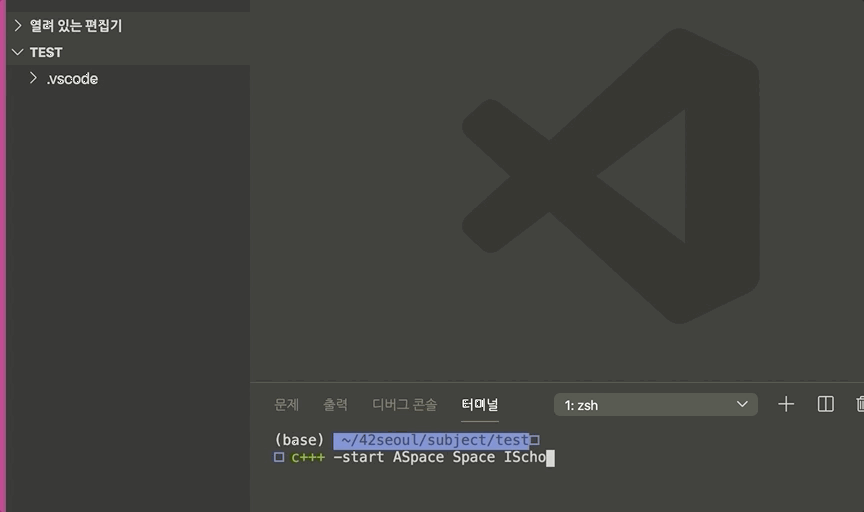 열려 있는 편집기
TEST
.vscode
문제 출력 디버그 콘솔 터미널 1: zsh
(base) ~/42seoul/subject/test
c+++ -start ASpace Space IScho